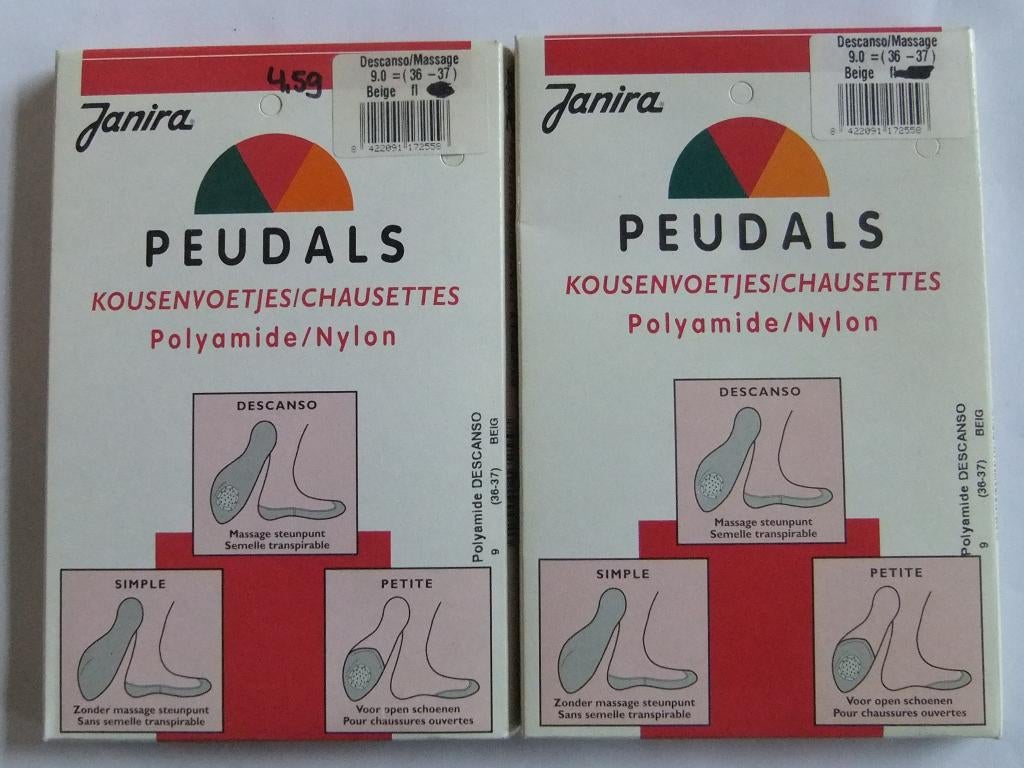 4,59
Descanso/Massage
9.0 =( 36 -37 )
Beige fl
8 422091 172558
Janira
PEUDALS
KOUSENVOETJES/CHAUSETTES
Polyamide/Nylon
DESCANSO
Massage steunpunt
Semelle transpirable
Polyamide DESCANSO
9 (36-37) BEIG
SIMPLE
Zonder massage steunpunt
Sans semelle transpirable
PETITE
Voor open schoenen
Pour chaussures ouvertes
Descanso/Massage
9.0 =( 36 -37 )
Beige fl
8 422091 172558
Janira
PEUDALS
KOUSENVOETJES/CHAUSETTES
Polyamide/Nylon
DESCANSO
Massage steunpunt
Semelle transpirable
Polyamide DESCANSO
9 (36-37) BEIG
SIMPLE
Zonder massage steunpunt
Sans semelle transpirable
PETITE
Voor open schoenen
Pour chaussures ouvertes